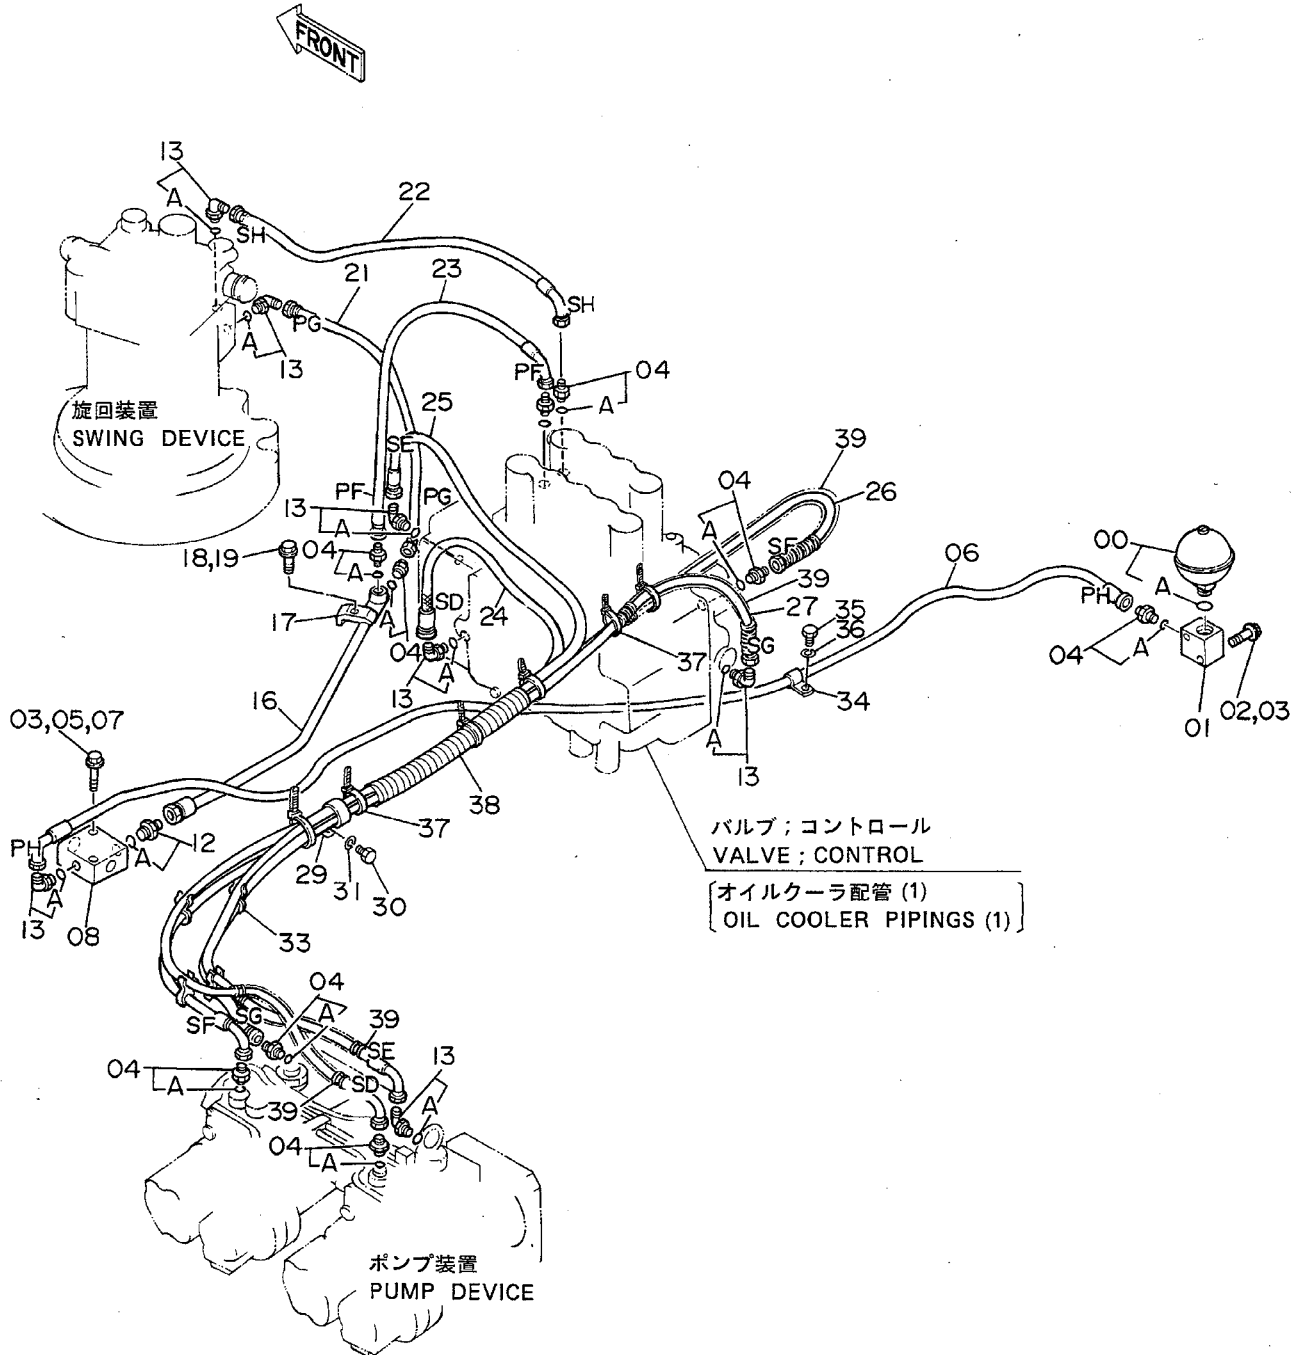 FRONT
13
A
22
SH
21
23
SH
PG
A
13
PF
04
A
旋回装置
SWING DEVICE
25
SE
39
04
26
PF
PG
13
A
A
SF
00
06
18,19
04
A
A
PH
39
SD
24
27
35
36
17
A
04
SG
04
A
13
A
37
34
01
02,03
16
03,05,07
A
13
38
37
バルブ ; コントロール
VALVE ; CONTROL
PH
A
12
29
31
30
オイルクーラ配管 (1)
OIL COOLER PIPINGS (1)
A
13
08
33
04
SG
A
SF
39
SE
13
04
A
SD
A
39
04
A
ポンプ装置
PUMP DEVICE